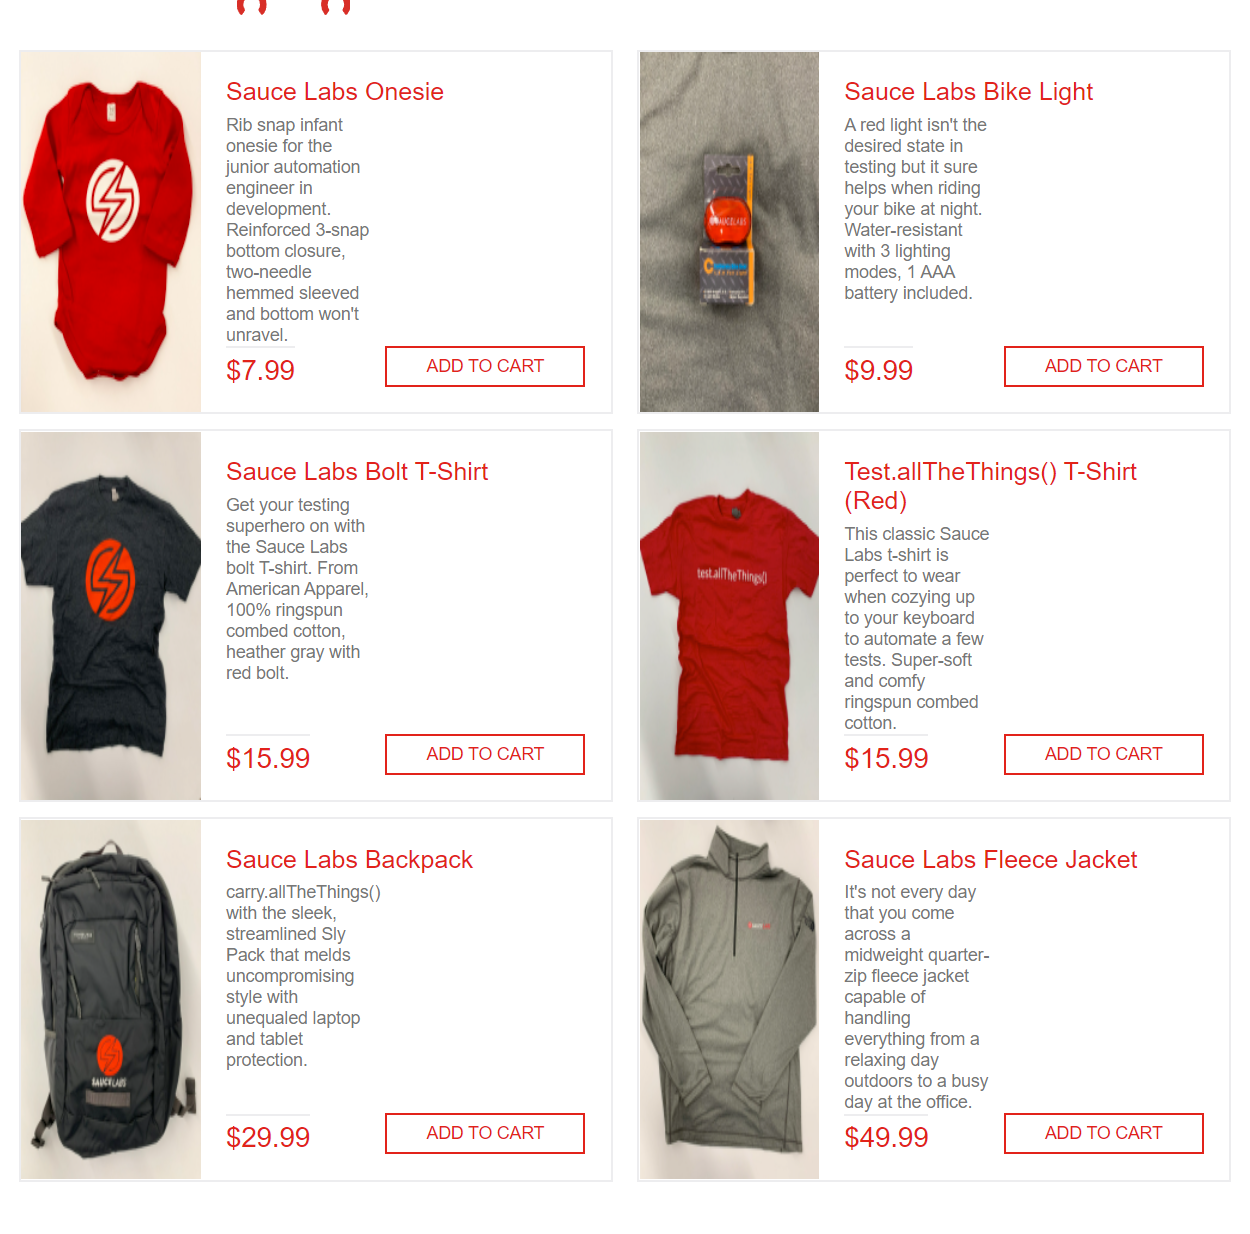 Sauce Labs Onesie
Rib snap infant
onesie for the
junior automation
engineer in
development.
Reinforced 3-snap
bottom closure,
two-needle
hemmed sleeved
and bottom won't
unravel.
$7.99
ADD TO CART
Sauce Labs Bike Light
A red light isn't the
desired state in
testing but it sure
helps when riding
your bike at night.
Water-resistant
with 3 lighting
modes, 1 AAA
battery included.
$9.99
ADD TO CART
SAUCELABS
Sauce Labs Bolt T-Shirt
Get your testing
superhero on with
the Sauce Labs
bolt T-shirt. From
American Apparel,
100% ringspun
combed cotton,
heather gray with
red bolt.
$15.99
ADD TO CART
test.allTheThings()
Test.allTheThings() T-Shirt
(Red)
This classic Sauce
Labs t-shirt is
perfect to wear
when cozying up
to your keyboard
to automate a few
tests. Super-soft
and comfy
ringspun combed
cotton.
$15.99
ADD TO CART
SAUCELABS
Sauce Labs Backpack
carry.allTheThings()
with the sleek,
streamlined Sly
Pack that melds
uncompromising
style with
unequaled laptop
and tablet
protection.
$29.99
ADD TO CART
Sauce Labs Fleece Jacket
It's not every day
that you come
across a
midweight quarter-
zip fleece jacket
capable of
handling
everything from a
relaxing day
outdoors to a busy
day at the office.
$49.99
ADD TO CART